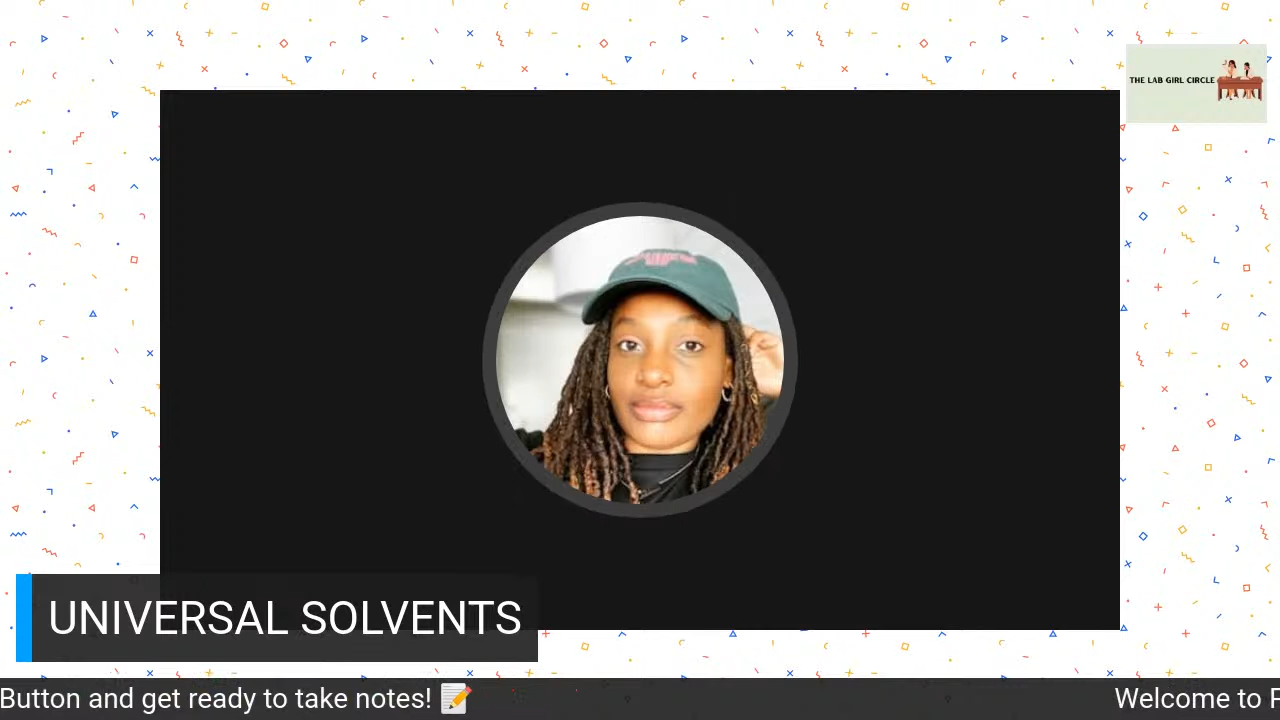 THE LAB GIRL CIRCLE
UNIVERSAL SOLVENTS
Button and get ready to take notes! 📝
Welcome to